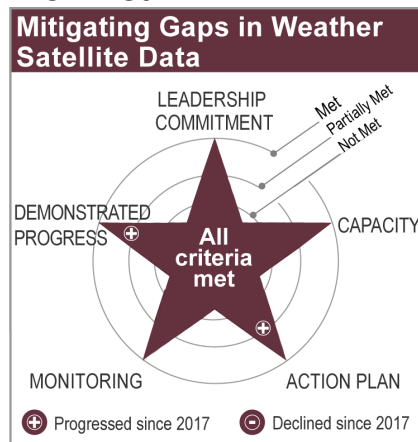 Mitigating Gaps in Weather
Satellite Data
LEADERSHIP
COMMITMENT
Met
Partially Met
Not Met
DEMONSTRATED
PROGRESS
CAPACITY
All
criteria
met
MONITORING
ACTION PLAN
+ Progressed since 2017
- Declined since 2017